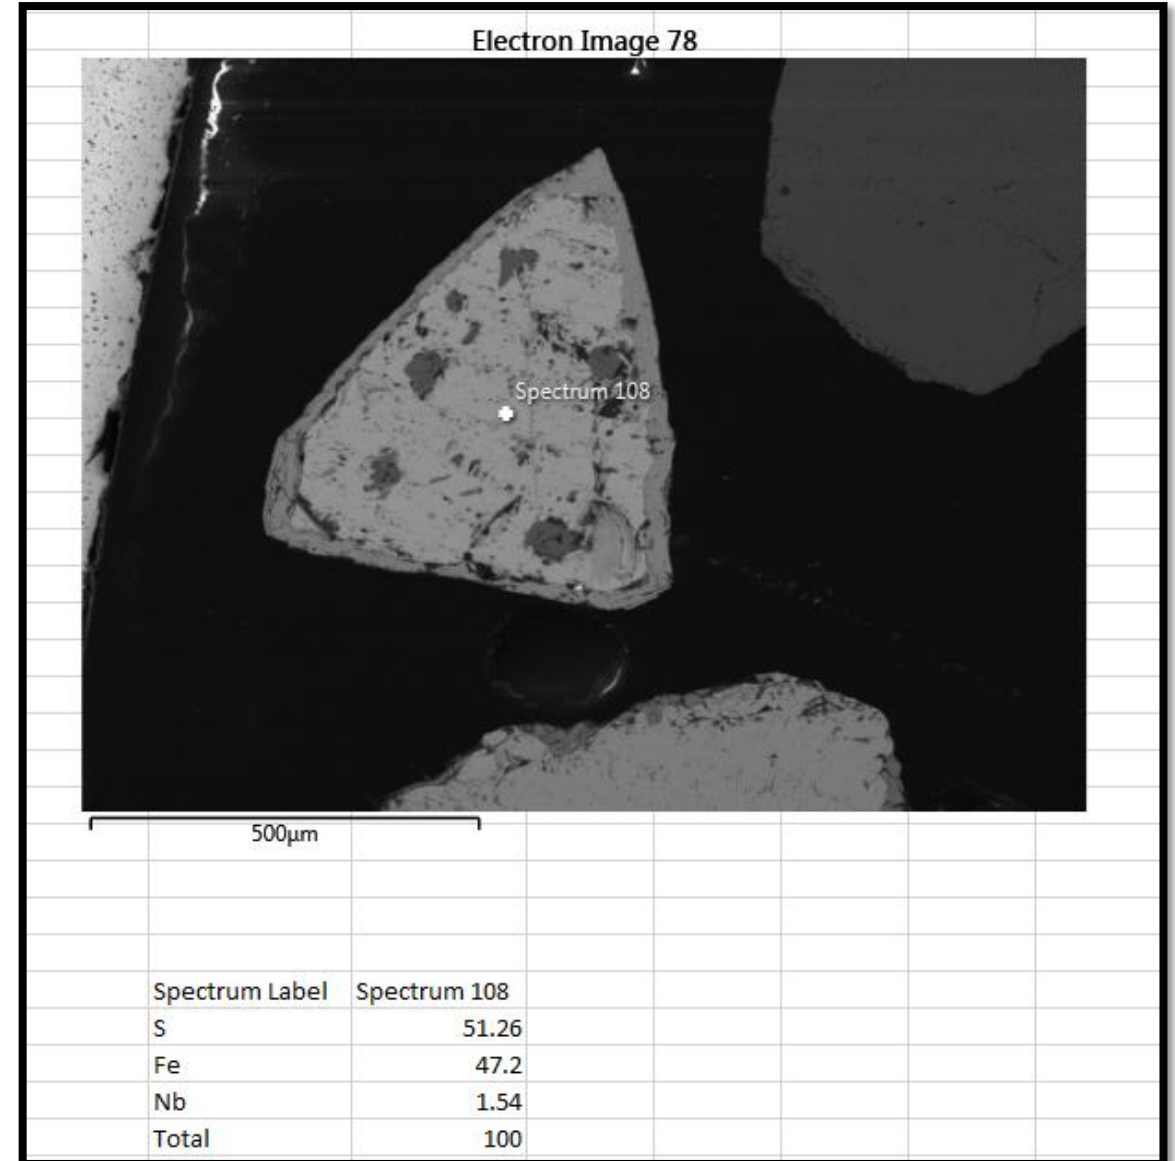 Electron Image 78
Spectrum 108
500µm
Spectrum Label Spectrum 108
S 51.26
Fe 47.2
Nb 1.54
Total 100